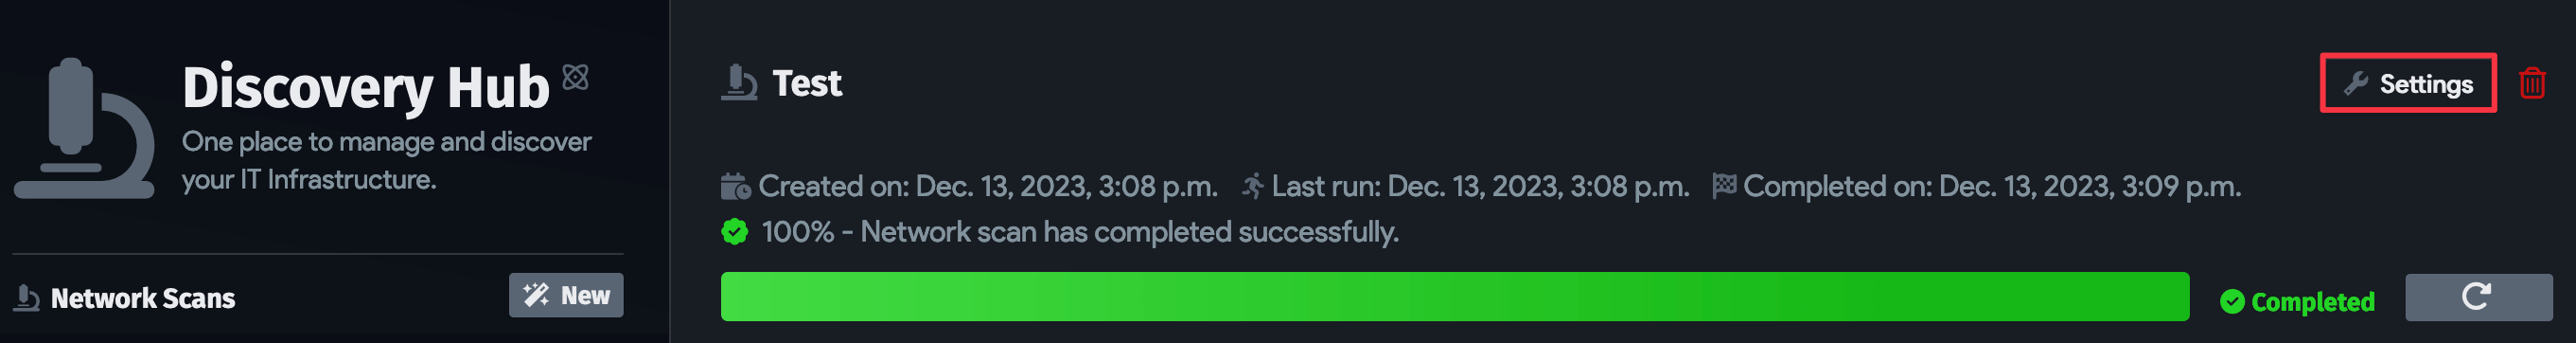 Discovery Hub
One place to manage and discover
your IT Infrastructure.
Network Scans
New
Test
Settings
Created on: Dec. 13, 2023, 3:08 p.m. Last run: Dec. 13, 2023, 3:08 p.m. Completed on: Dec. 13, 2023, 3:09 p.m.
100% - Network scan has completed successfully.
Completed